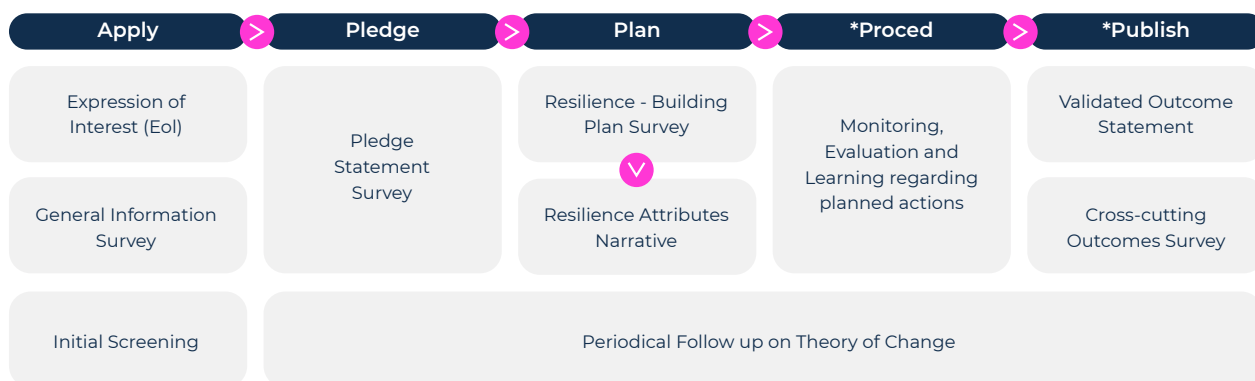 Apply
Pledge
Plan
*Proced
*Publish
Expression of
Interest (EoI)
General Information
Survey
Initial Screening
Pledge
Statement
Survey
Resilience - Building
Plan Survey
Resilience Attributes
Narrative
Monitoring,
Evaluation and
Learning regarding
planned actions
Validated Outcome
Statement
Cross-cutting
Outcomes Survey
Periodical Follow up on Theory of Change